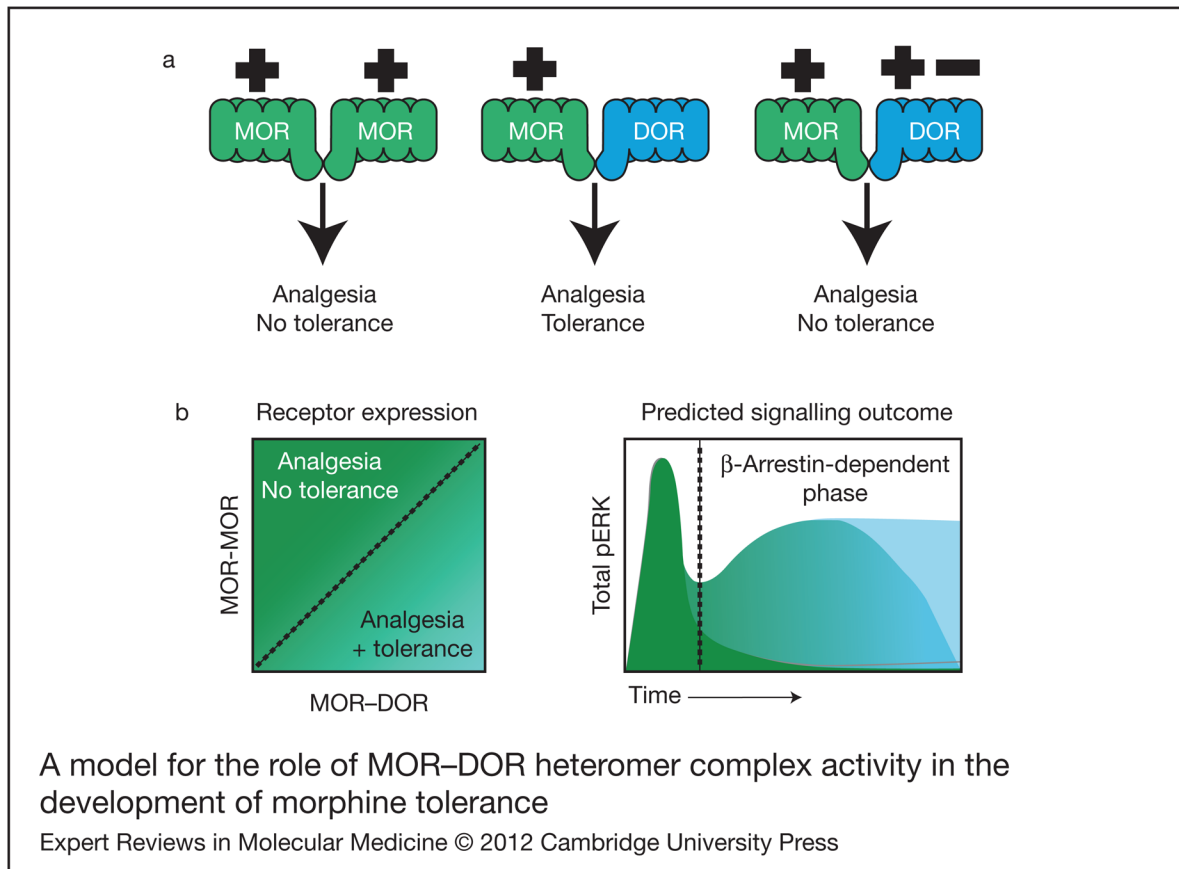 a
MOR MOR MOR DOR MOR DOR
Analgesia
No tolerance
Analgesia
Tolerance
Analgesia
No tolerance
b
Receptor expression
Analgesia
No tolerance
Analgesia
+ tolerance
MOR-MOR
MOR–DOR
Predicted signalling outcome
β-Arrestin-dependent
phase
Total pERK
Time
A model for the role of MOR–DOR heteromer complex activity in the
development of morphine tolerance
Expert Reviews in Molecular Medicine © 2012 Cambridge University Press